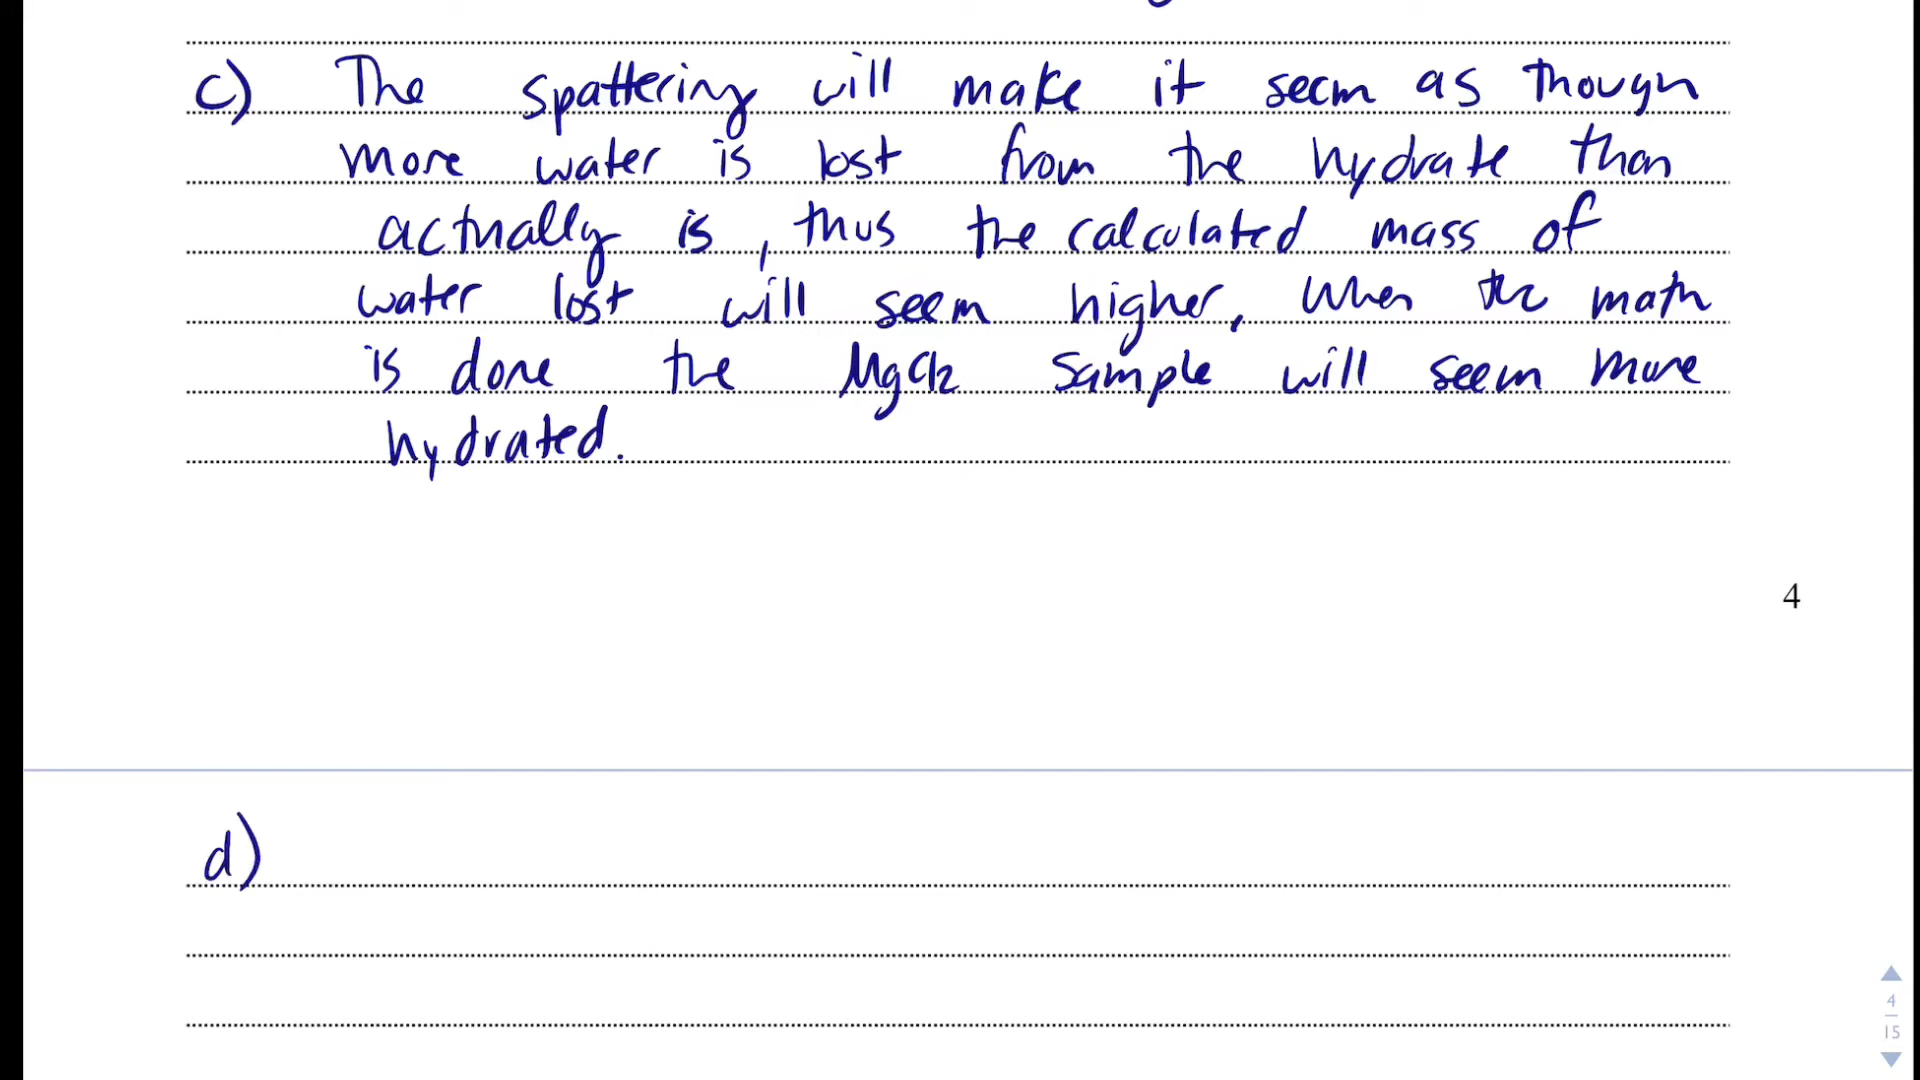 c) The spattering will make it seem as though
more water is lost from the hydrate than
actually is, thus the calculated mass of
water lost will seem higher, when the math
is done the MgCl2 sample will seem more
hydrated.
4
d)
4
15